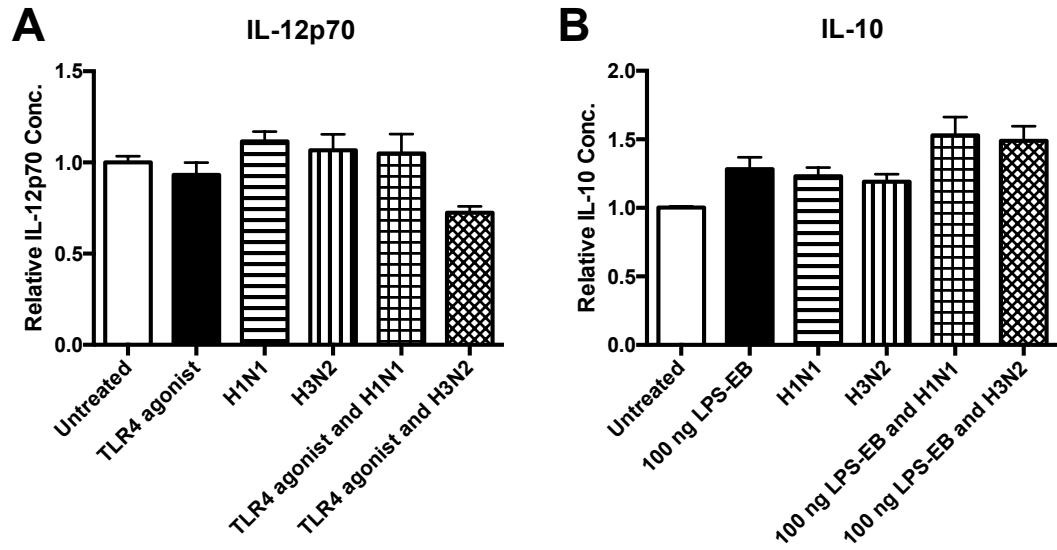 A
IL-12p70
Relative IL-12p70 Conc.
1.5
1.0
0.5
0.0
Untreated
TLR4 agonist
H1N1
H3N2
TLR4 agonist and H1N1
TLR4 agonist and H3N2
B
IL-10
Relative IL-10 Conc.
2.0
1.5
1.0
0.5
0.0
Untreated
100 ng LPS-EB
H1N1
H3N2
100 ng LPS-EB and H1N1
100 ng LPS-EB and H3N2